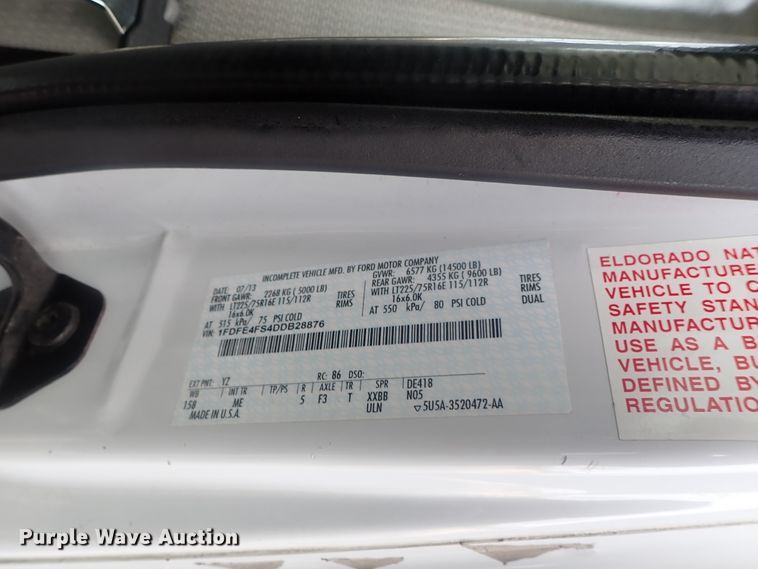 INCOMPLETE VEHICLE MFD. BY FORD MOTOR COMPANY
DATE: 07/13 GVWR: 6577 KG (14500 LB)
FRONT GAWR: 2268 KG ( 5000 LB) REAR GAWR: 4355 KG ( 9600 LB)
WITH LT225/75R16E 115/112R TIRES WITH LT225/75R16E 115/112R TIRES
16x6.0K RIMS 16x6.0K RIMS
AT 515 kPa/ 75 PSI COLD AT 550 kPa/ 80 PSI COLD DUAL
VIN: 1FDFE4FS4DDB28876
EXT PNT: YZ RC: 86 DSO:
WB INT TR TP/PS R AXLE TR SPR DE418
158 ME 5 F3 T XXBB N05
MADE IN U.S.A. ULN 5U5A-3520472-AA
ELDORADO NAT
MANUFACTURE
VEHICLE TO C
SAFETY STAN
MANUFACTUR
USE AS A B
VEHICLE, BU
DEFINED BY
REGULATION
Purple Wave Auction